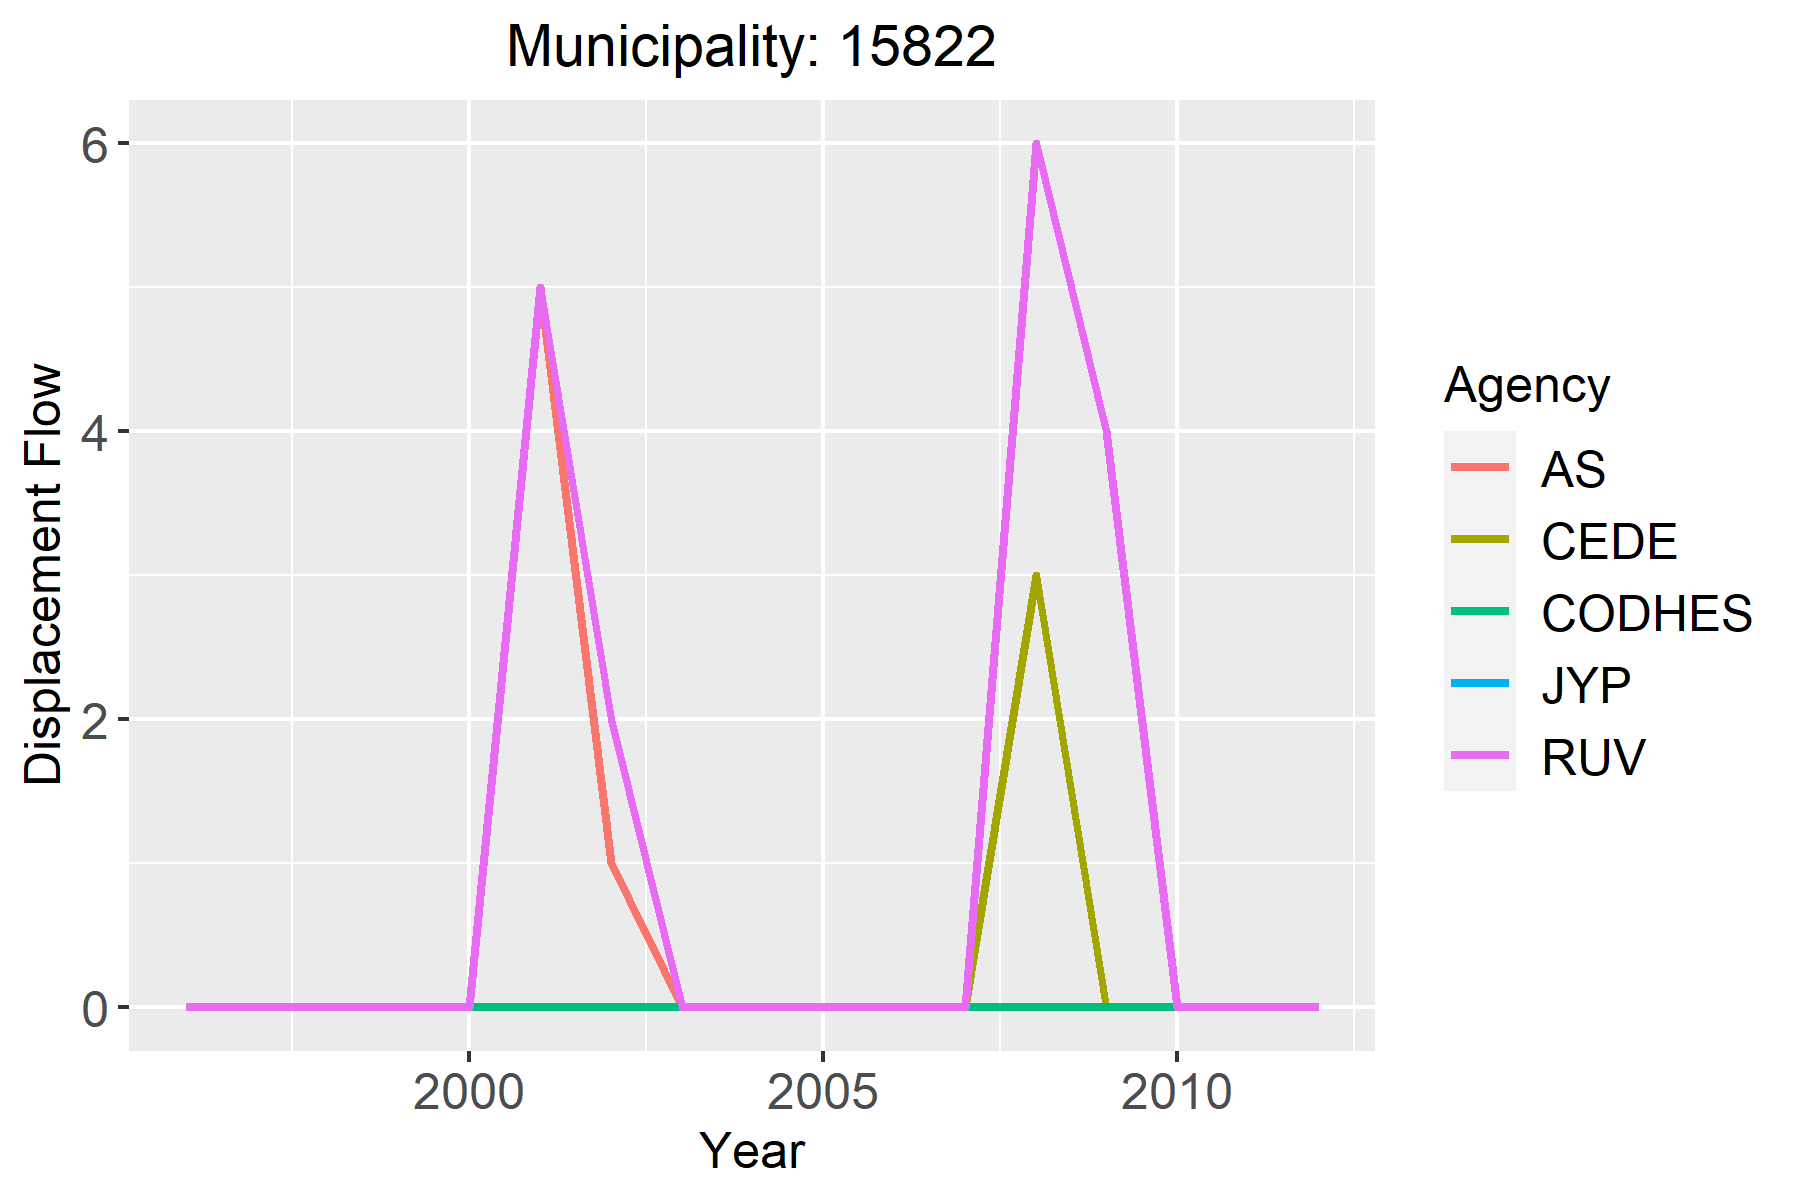 Municipality: 15822
Displacement Flow
6
4
2
0
2000 2005 2010
Year
Agency
AS
CEDE
CODHES
JYP
RUV